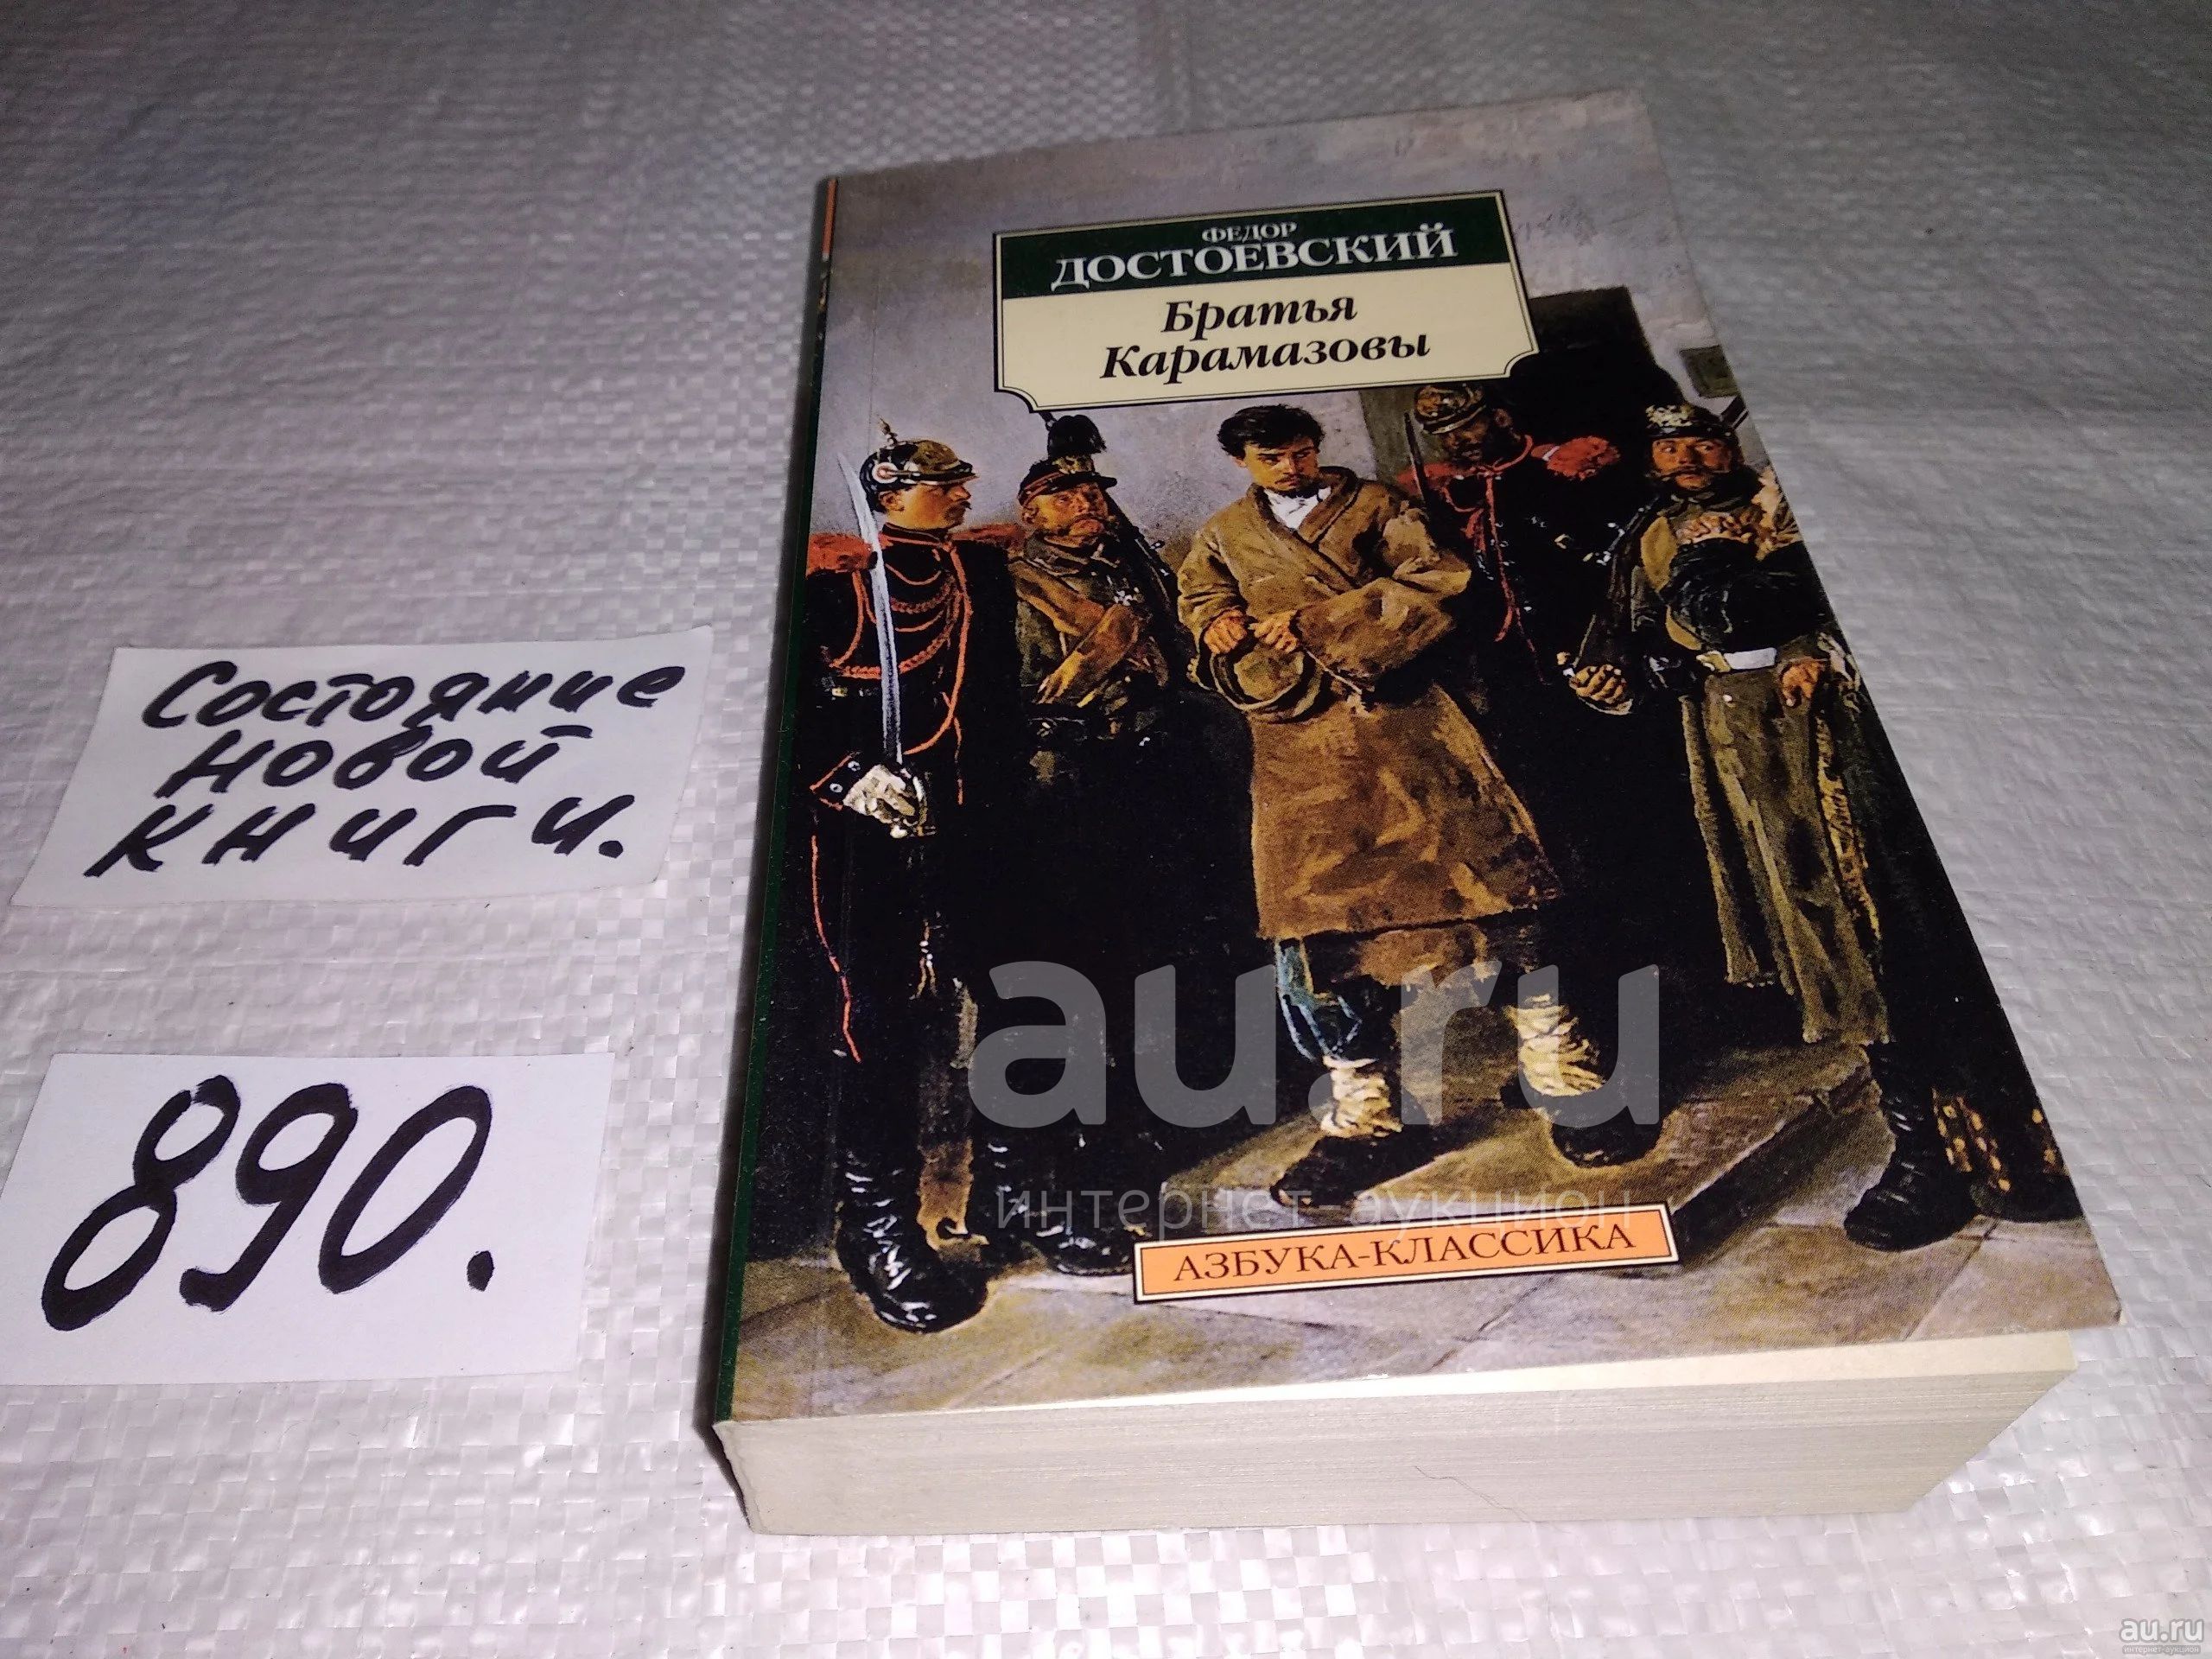 ФЕДОР
ДОСТОЕВСКИЙ
Братья
Карамазовы
Состояние
новой
книги.
890.
au.ru
интернет-аукцион
АЗБУКА-КЛАССИКА
au.ru
интернет-аукцион